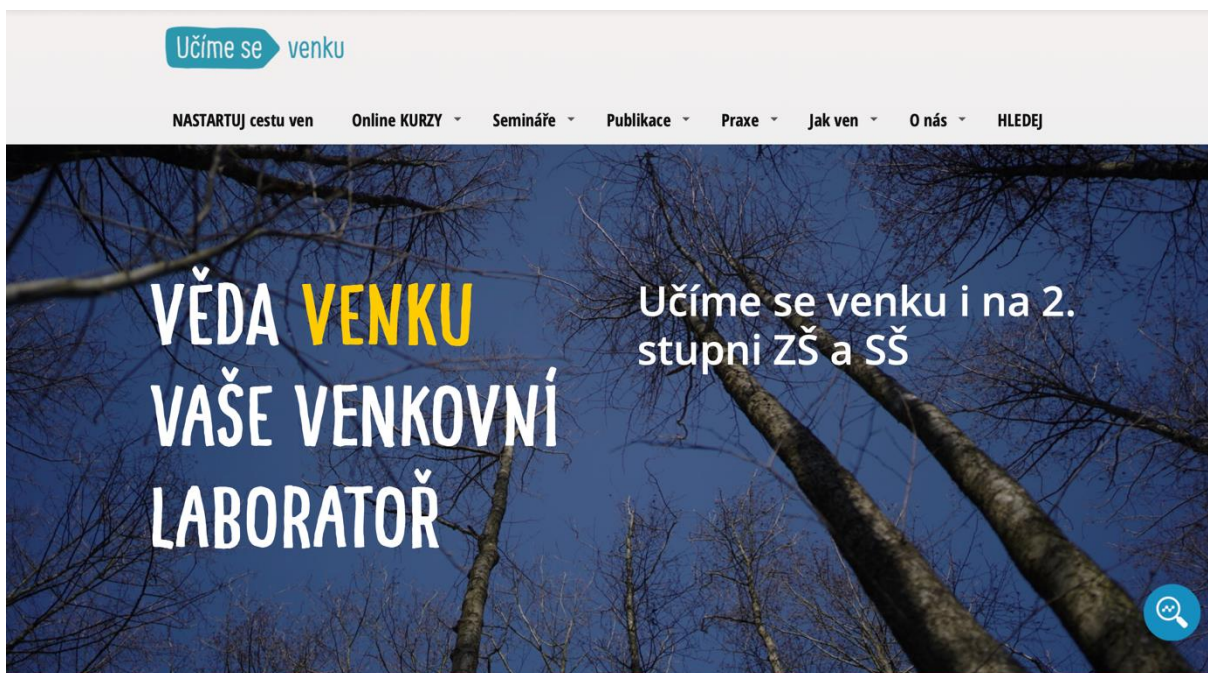 Učíme se venku
NASTARTUJ cestu ven Online KURZY Semináře Publikace Praxe Jak ven O nás HLEDEJ
VĚDA VENKU
VAŠE VENKOVNÍ
LABORATOŘ
Učíme se venku i na 2.
stupni ZŠ a SŠ